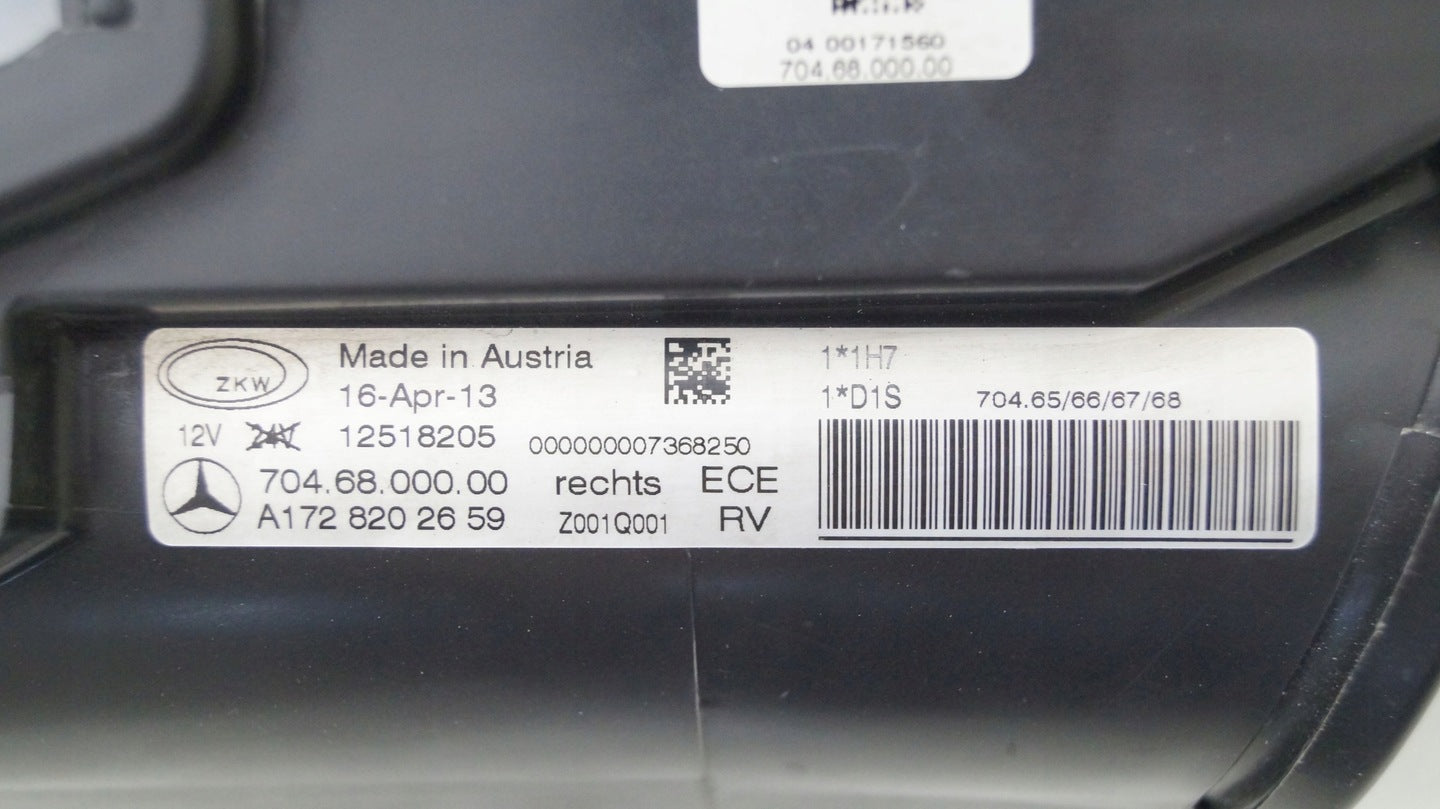 04 00171560
704.68.000.00
ZKW
Made in Austria
16-Apr-13
12V 24V 12518205
000000007368250
704.68.000.00 rechts ECE
A172 820 26 59 Z001Q001 RV
1*1H7
1*D1S 704.65/66/67/68